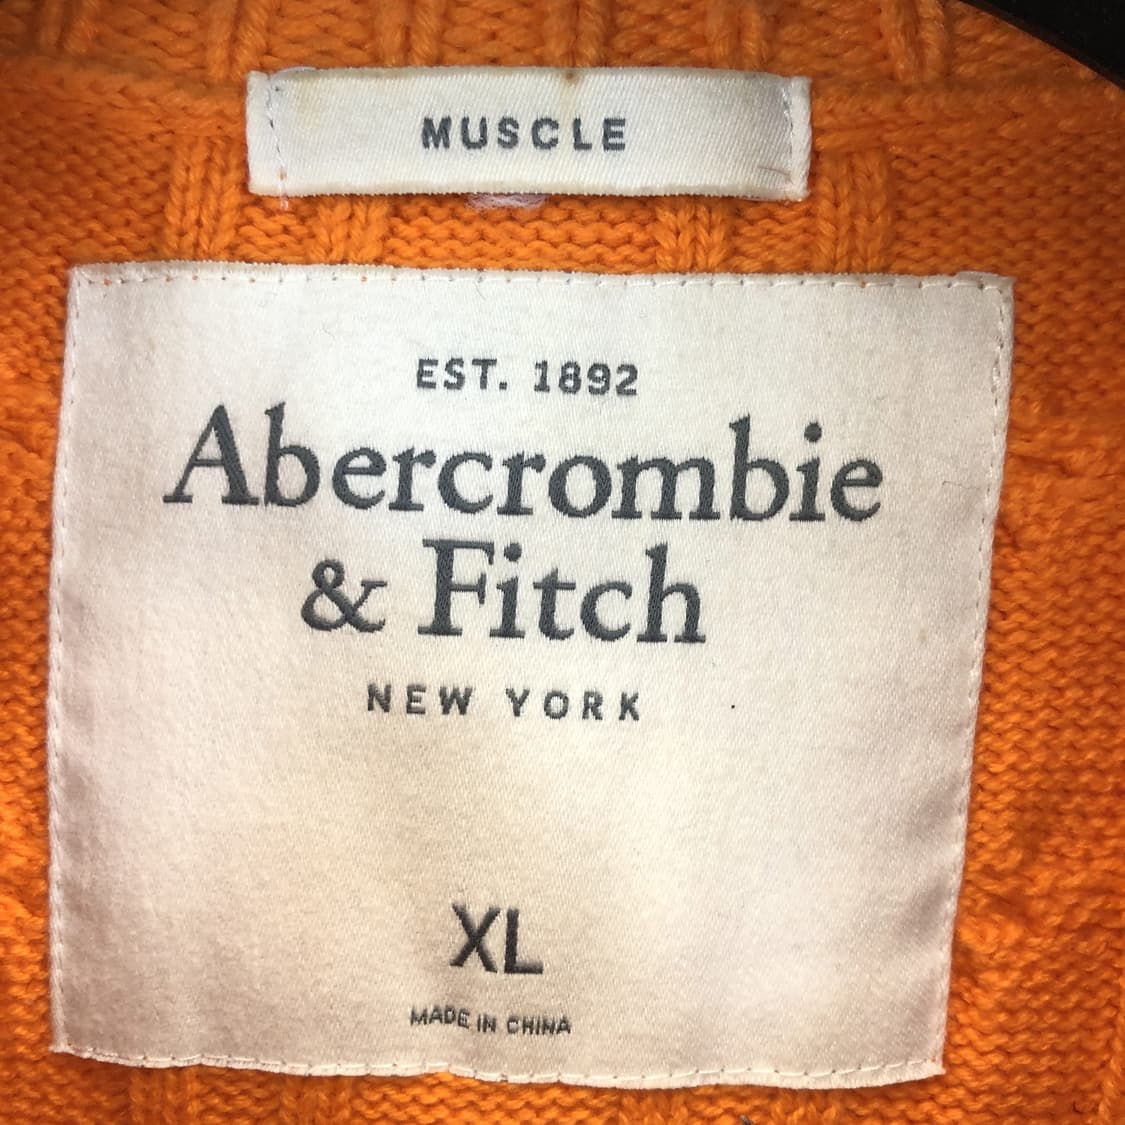 MUSCLE
EST. 1892
Abercrombie
& Fitch
NEW YORK
XL
MADE IN CHINA